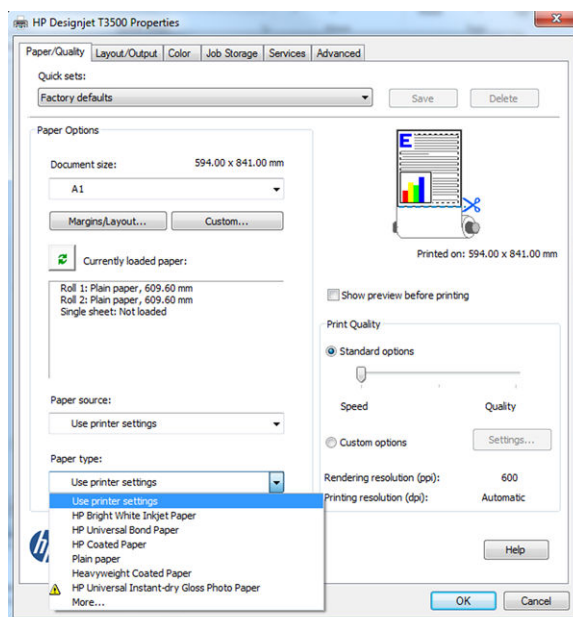 HP Designjet T3500 Properties
Paper/Quality Layout/Output Color Job Storage Services Advanced
Quick sets:
Factory defaults
Save Delete
Paper Options
Document size: 594.00 x 841.00 mm
A1
Margins/Layout... Custom...
Currently loaded paper:
Roll 1: Plain paper, 609.60 mm
Roll 2: Plain paper, 609.60 mm
Single sheet: Not loaded
Paper source:
Use printer settings
Paper type:
Use printer settings
Use printer settings
HP Bright White Inkjet Paper
HP Universal Bond Paper
HP Coated Paper
Plain paper
Heavyweight Coated Paper
HP Universal Instant-dry Gloss Photo Paper
More...
E
Printed on: 594.00 x 841.00 mm
Show preview before printing
Print Quality
Standard options
Speed Quality
Custom options Settings...
Rendering resolution (ppi): 600
Printing resolution (dpi): Automatic
hp
Help
OK Cancel